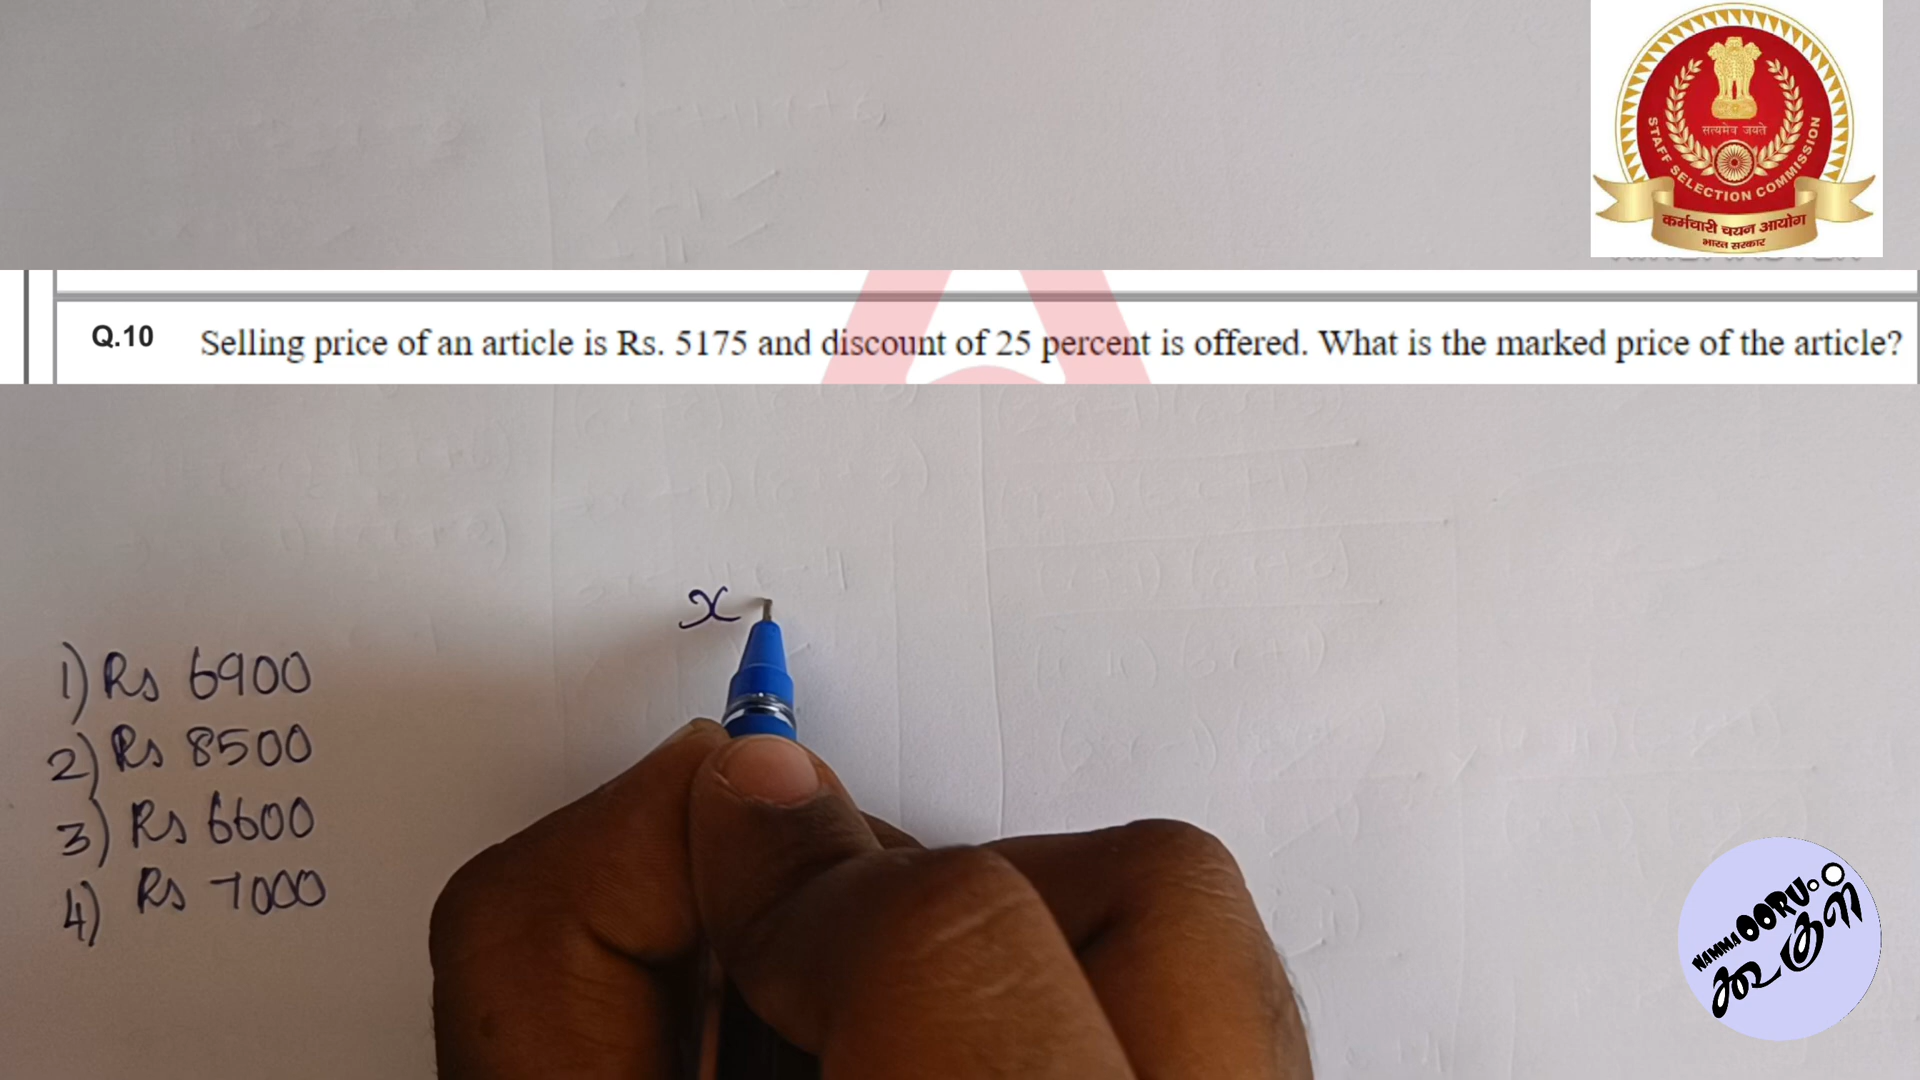 STAFF SELECTION COMMISSION
सत्यमेव जयते
कर्मचारी चयन आयोग
भारत सरकार
Q.10 Selling price of an article is Rs. 5175 and discount of 25 percent is offered. What is the marked price of the article?
x
1) Rs 6900
2) Rs 8500
3) Rs 6600
4) Rs 7000
NAMMA OORU